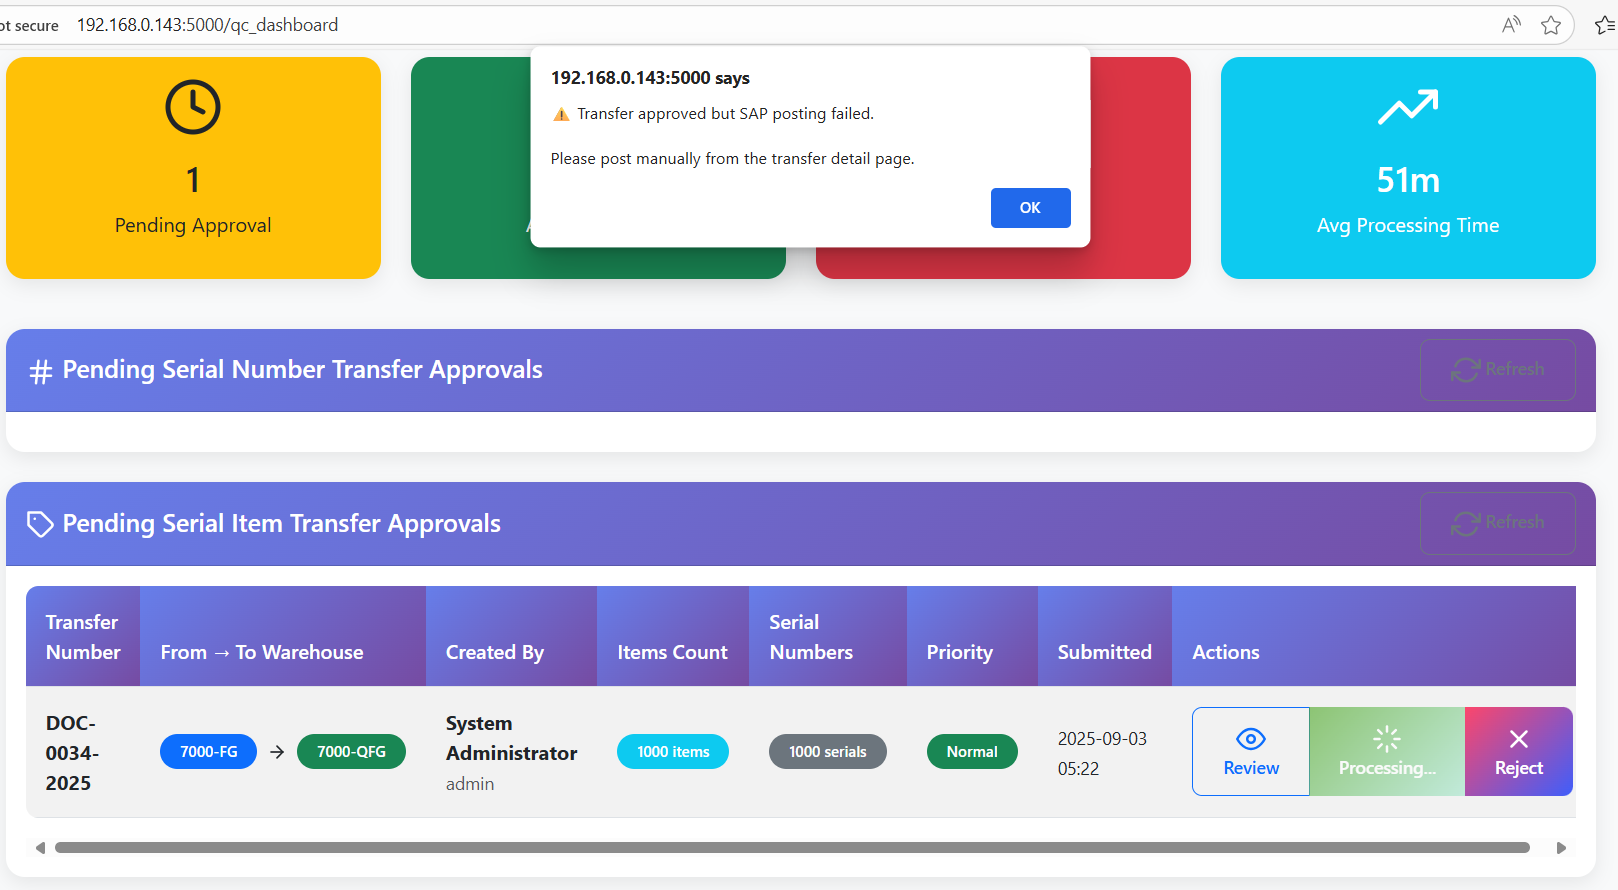 ot secure 192.168.0.143:5000/qc_dashboard
192.168.0.143:5000 says
⚠ Transfer approved but SAP posting failed.
Please post manually from the transfer detail page.
OK
1
Pending Approval
51m
Avg Processing Time
# Pending Serial Number Transfer Approvals
Refresh
Pending Serial Item Transfer Approvals
Refresh
Transfer Number
From → To Warehouse
Created By
Items Count
Serial Numbers
Priority
Submitted
Actions
DOC-
0034-
2025
7000-FG → 7000-QFG
System
Administrator
admin
1000 items
1000 serials
Normal
2025-09-03
05:22
Review
Processing...
Reject